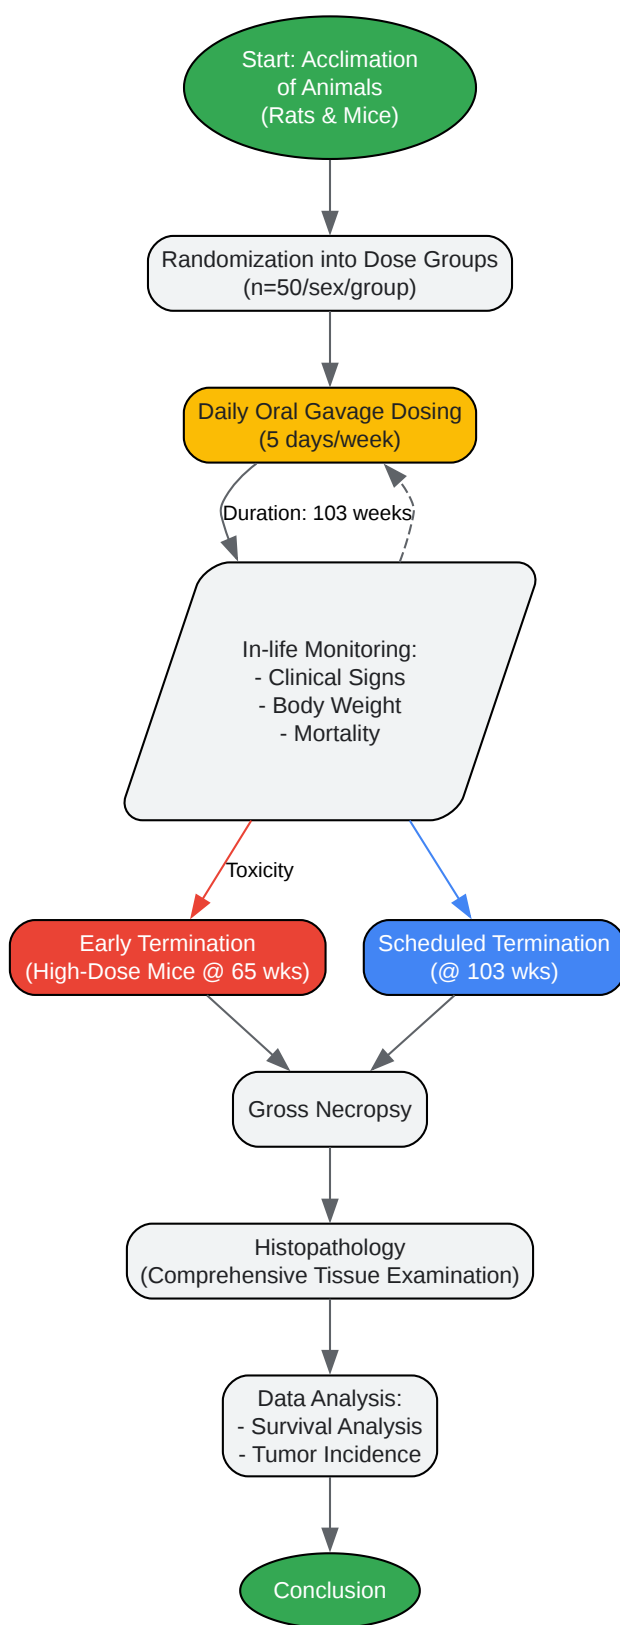 Start: Acclimation
of Animals
(Rats & Mice)
Randomization into Dose Groups
(n=50/sex/group)
Daily Oral Gavage Dosing
(5 days/week)
Duration: 103 weeks
In-life Monitoring:
- Clinical Signs
- Body Weight
- Mortality
Toxicity
Early Termination
(High-Dose Mice @ 65 wks)
Scheduled Termination
(@ 103 wks)
Gross Necropsy
Histopathology
(Comprehensive Tissue Examination)
Data Analysis:
- Survival Analysis
- Tumor Incidence
Conclusion